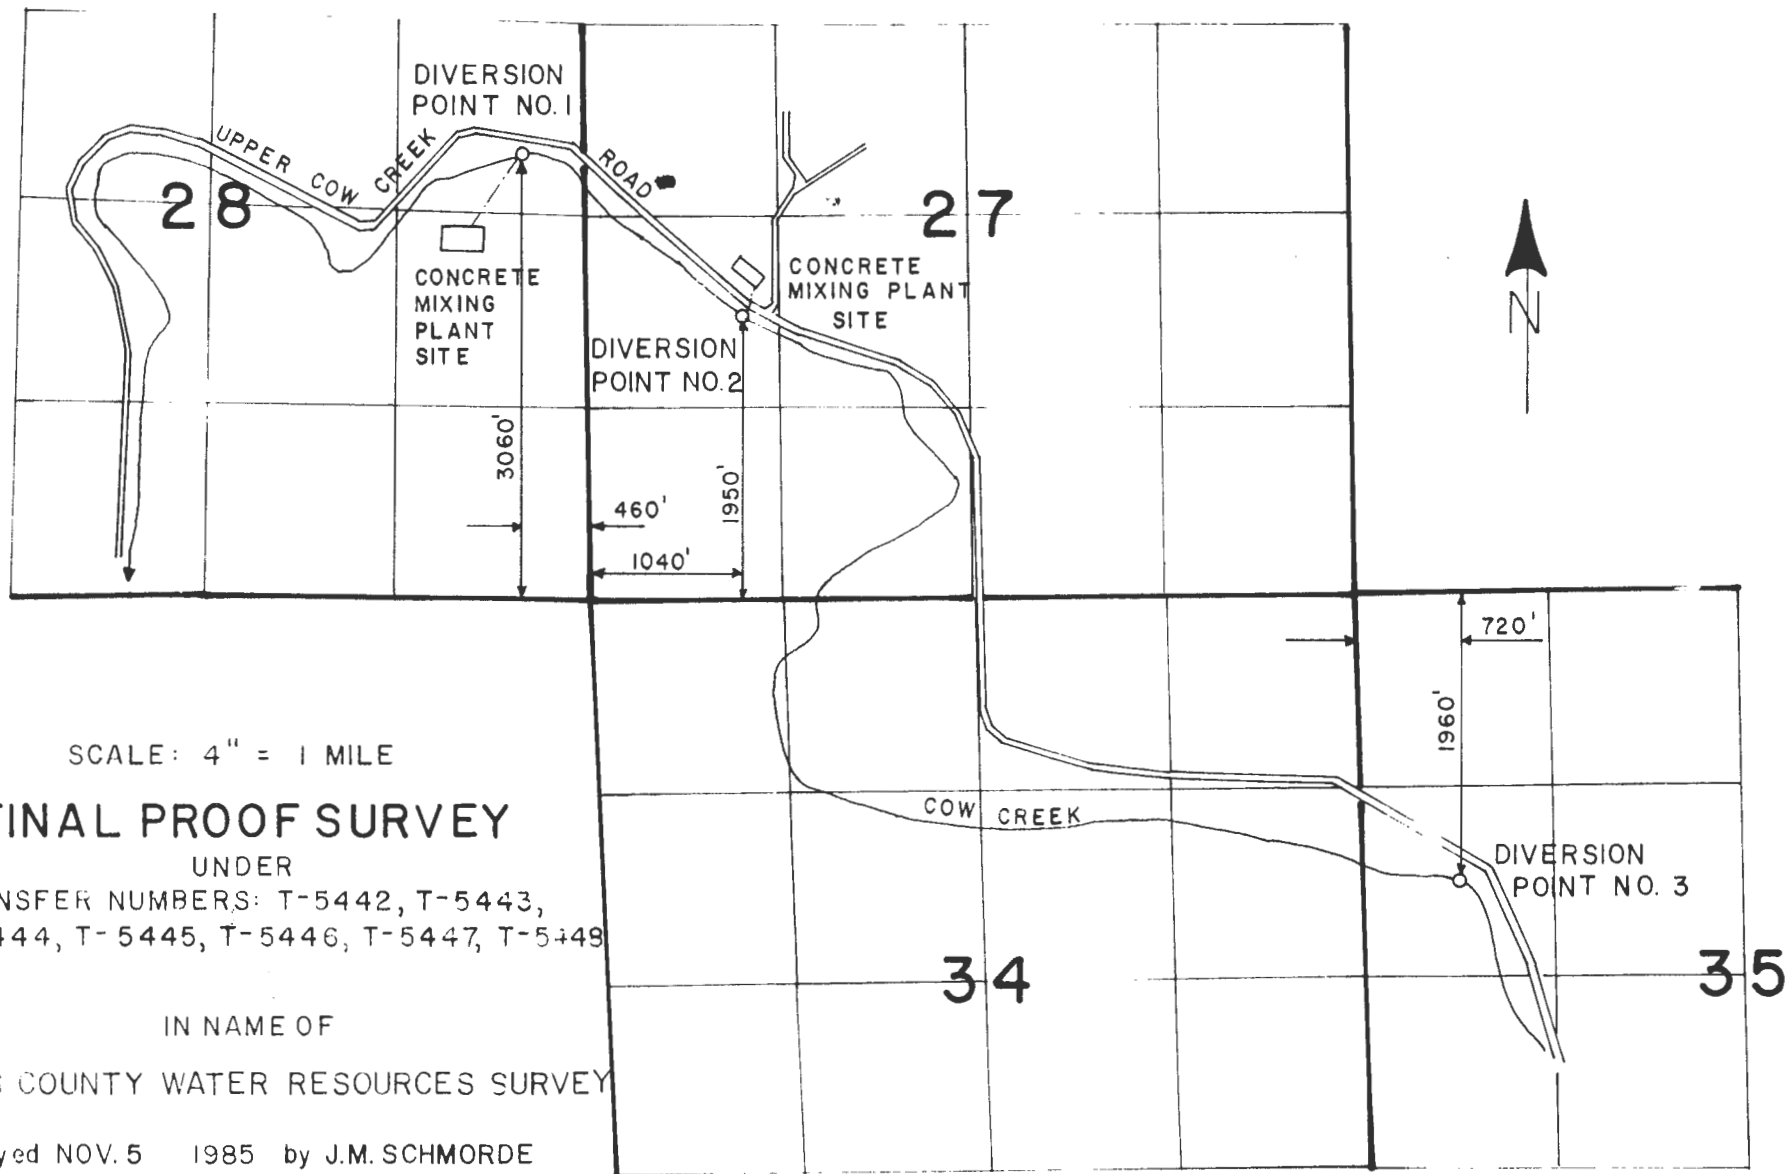 DIVERSION
POINT NO. 1
UPPER COW CREEK ROAD
28
27
CONCRETE
MIXING
PLANT
SITE
CONCRETE
MIXING PLANT
SITE
DIVERSION
POINT NO. 2
N
3060'
460'
1950'
1040'
720'
1960'
SCALE: 4" = 1 MILE
FINAL PROOF SURVEY
UNDER
NSFER NUMBERS: T-5442, T-5443,
444, T-5445, T-5446, T-5447, T-5448
COW CREEK
DIVERSION
POINT NO. 3
34
35
IN NAME OF
COUNTY WATER RESOURCES SURVEY
yed NOV. 5 1985 by J.M. SCHMORDE